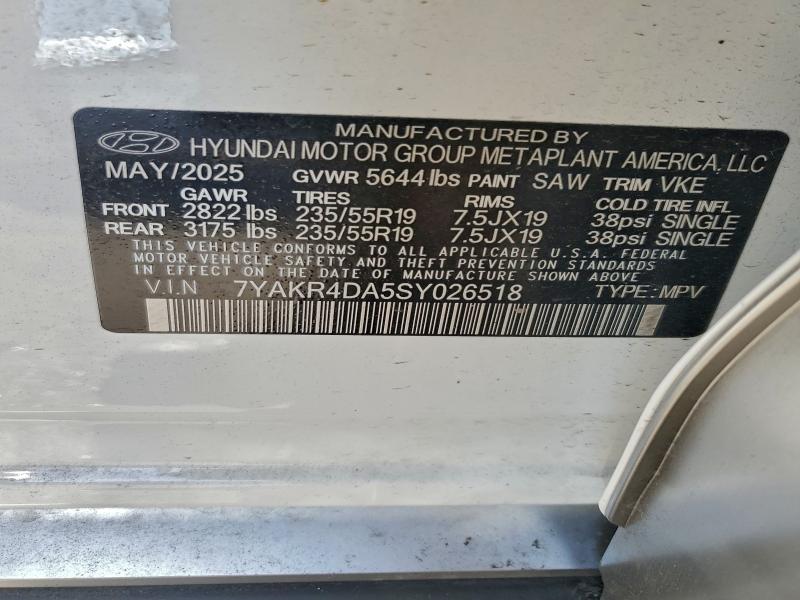 MANUFACTURED BY
HYUNDAI MOTOR GROUP METAPLANT AMERICA, LLC
MAY/2025 GVWR 5644 lbs PAINT SAW TRIM VKE
GAWR TIRES RIMS COLD TIRE INFL
FRONT 2822 lbs 235/55R19 7.5JX19 38psi SINGLE
REAR 3175 lbs 235/55R19 7.5JX19 38psi SINGLE
THIS VEHICLE CONFORMS TO ALL APPLICABLE U.S.A. FEDERAL
MOTOR VEHICLE SAFETY BUMPER AND THEFT PREVENTION STANDARDS
IN EFFECT ON THE DATE OF MANUFACTURE SHOWN ABOVE
V.I.N 7YAKR4DA5SY026518 TYPE: MPV